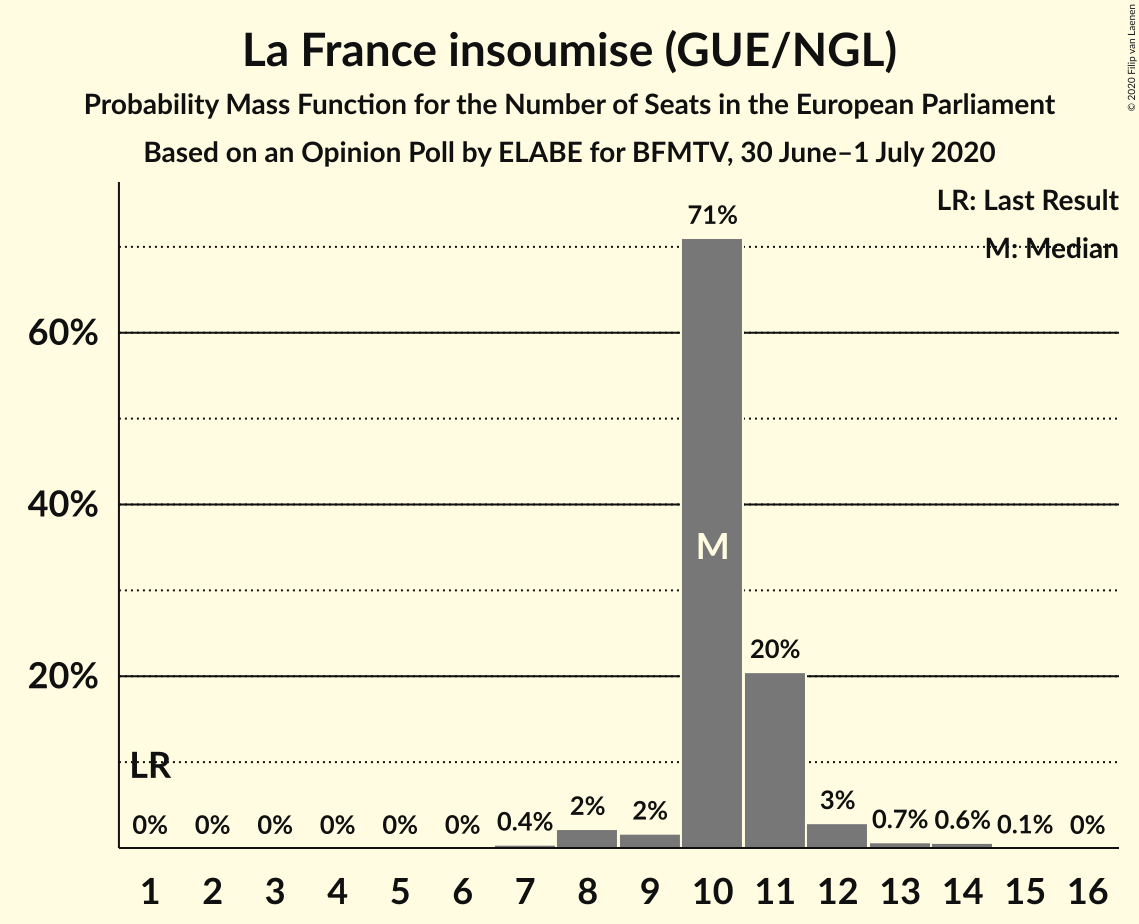 La France insoumise (GUE/NGL)
Probability Mass Function for the Number of Seats in the European Parliament
Based on an Opinion Poll by ELABE for BFMTV, 30 June–1 July 2020
© 2020 Filip van Laenen
LR: Last Result
M: Median
71%
60%
40%
M
20%
20%
LR
0% 0% 0% 0% 0% 0% 0.4% 2% 2% 3% 0.7% 0.6% 0.1% 0%
1 2 3 4 5 6 7 8 9 10 11 12 13 14 15 16